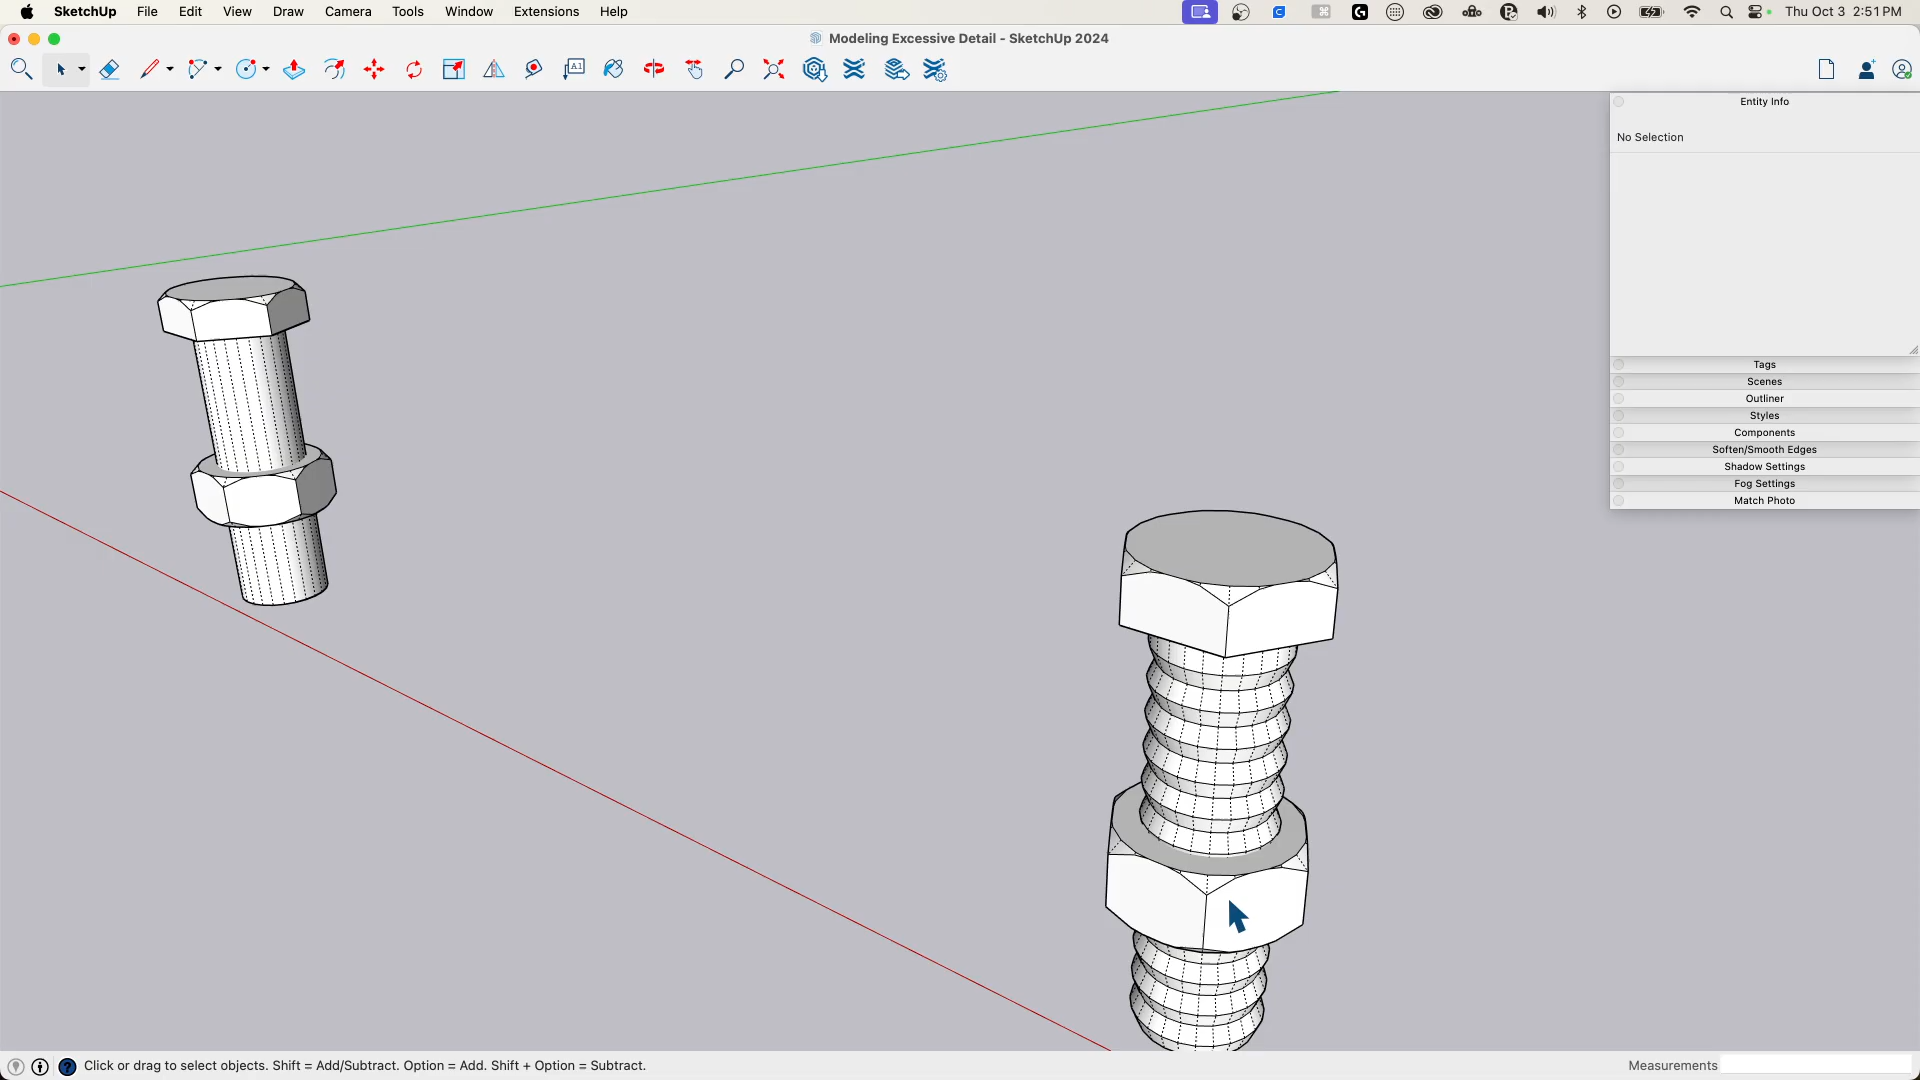 SketchUp File Edit View Draw Camera Tools Window Extensions Help Thu Oct 3 2:51 PM
Modeling Excessive Detail - SketchUp 2024
A1
Entity Info
No Selection
Tags
Scenes
Outliner
Styles
Components
Soften/Smooth Edges
Shadow Settings
Fog Settings
Match Photo
Click or drag to select objects. Shift = Add/Subtract. Option = Add. Shift + Option = Subtract. Measurements